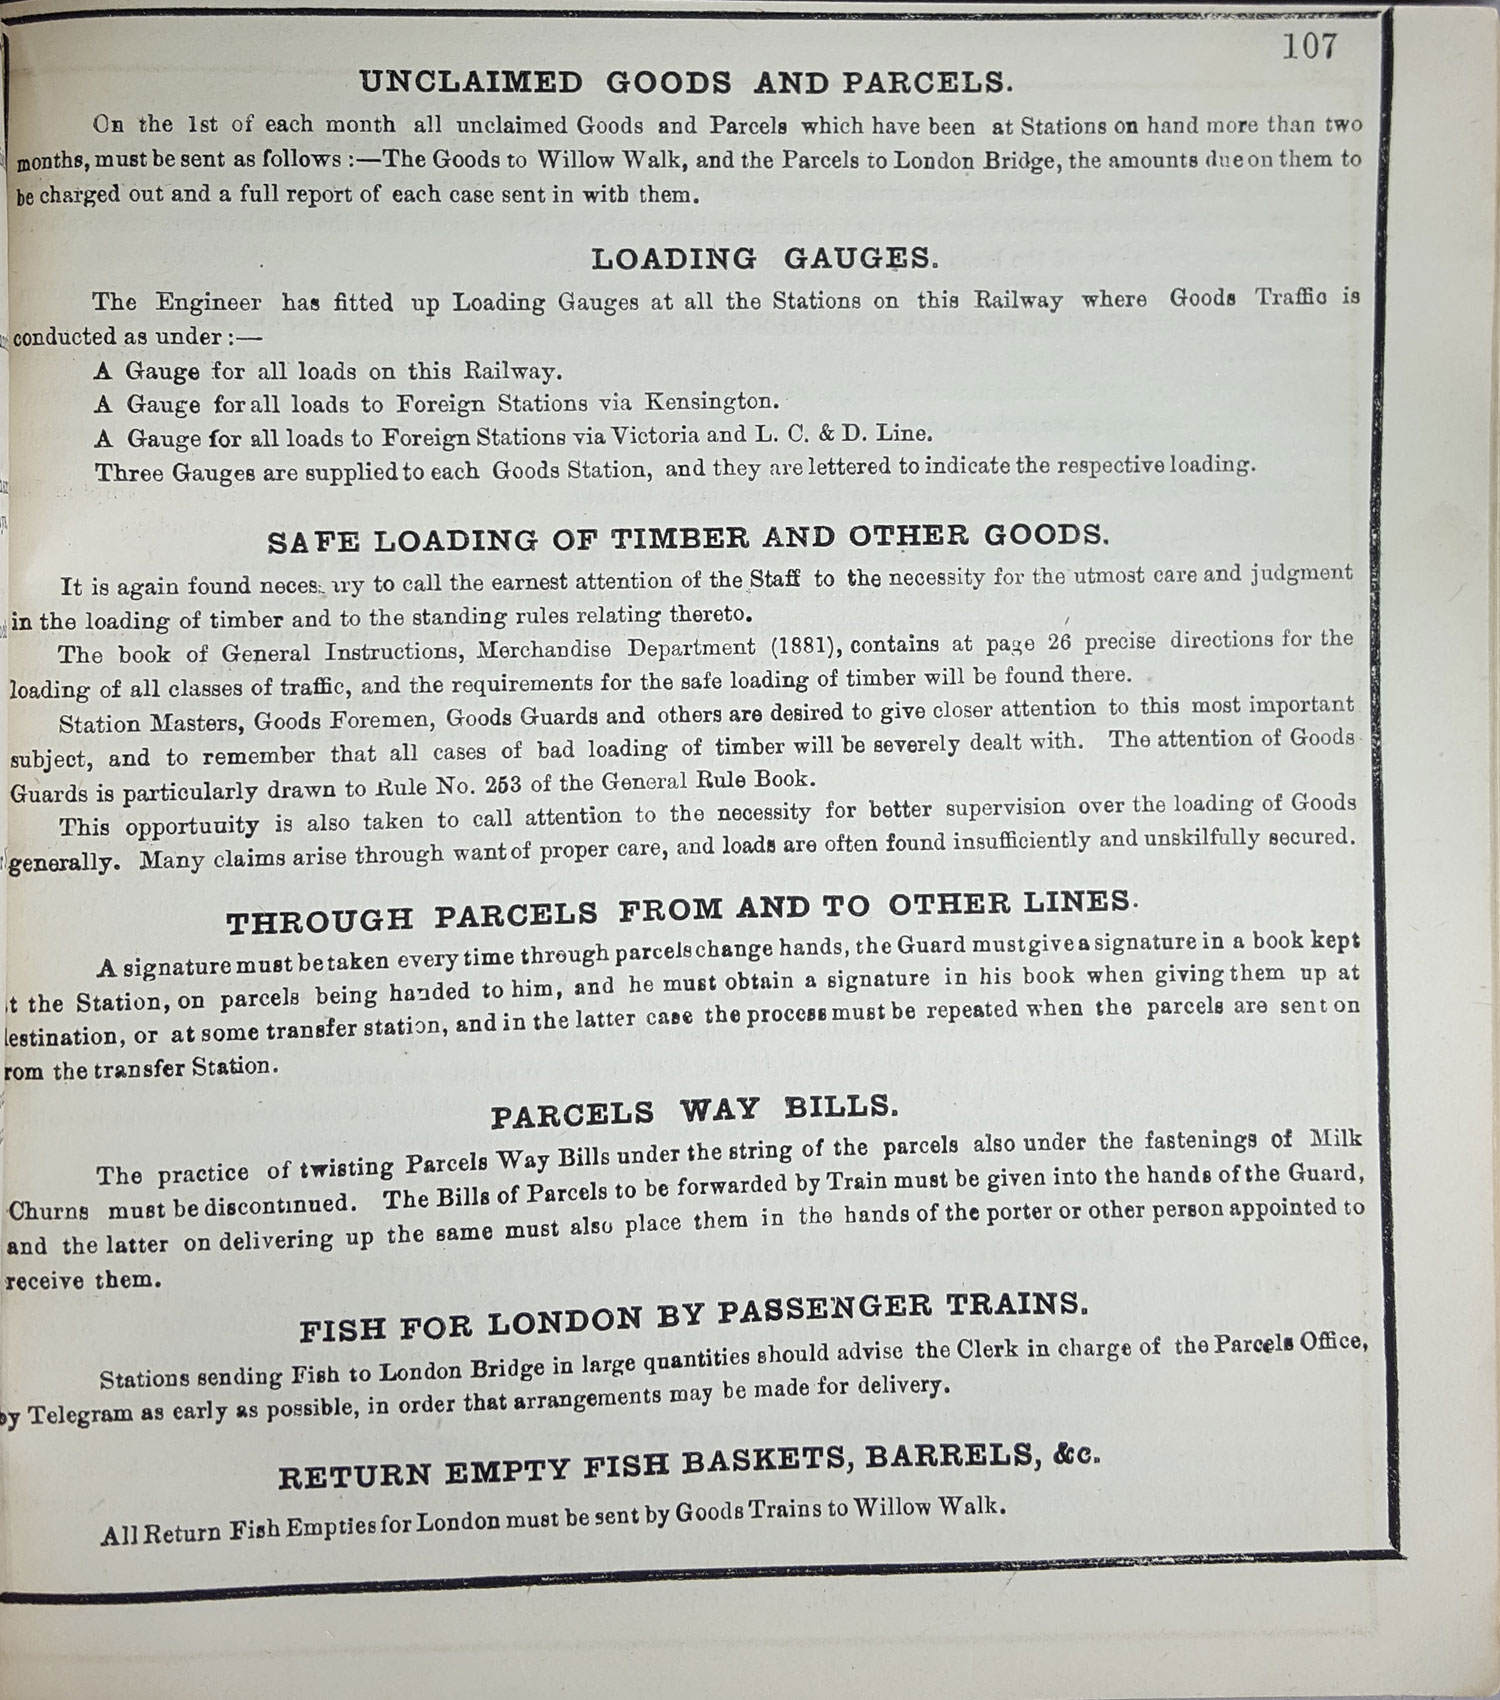 107
UNCLAIMED GOODS AND PARCELS.
On the 1st of each month all unclaimed Goods and Parcels which have been at Stations on hand more than two
months, must be sent as follows :—The Goods to Willow Walk, and the Parcels to London Bridge, the amounts due on them to
be charged out and a full report of each case sent in with them.
LOADING GAUGES.
The Engineer has fitted up Loading Gauges at all the Stations on this Railway where Goods Traffic is
conducted as under :—
A Gauge for all loads on this Railway.
A Gauge for all loads to Foreign Stations via Kensington.
A Gauge for all loads to Foreign Stations via Victoria and L. C. & D. Line.
Three Gauges are supplied to each Goods Station, and they are lettered to indicate the respective loading.
SAFE LOADING OF TIMBER AND OTHER GOODS.
It is again found neces ary to call the earnest attention of the Staff to the necessity for the utmost care and judgment
in the loading of timber and to the standing rules relating thereto.
The book of General Instructions, Merchandise Department (1881), contains at page 26 precise directions for the
loading of all classes of traffic, and the requirements for the safe loading of timber will be found there.
Station Masters, Goods Foremen, Goods Guards and others are desired to give closer attention to this most important
subject, and to remember that all cases of bad loading of timber will be severely dealt with. The attention of Goods
Guards is particularly drawn to Rule No. 253 of the General Rule Book.
This opportuuity is also taken to call attention to the necessity for better supervision over the loading of Goods
generally. Many claims arise through want of proper care, and loads are often found insufficiently and unskilfully secured.
THROUGH PARCELS FROM AND TO OTHER LINES.
A signature must be taken every time through parcels change hands, the Guard must give a signature in a book kept
t the Station, on parcels being handed to him, and he must obtain a signature in his book when giving them up at
estination, or at some transfer station, and in the latter case the process must be repeated when the parcels are sent on
rom the transfer Station.
PARCELS WAY BILLS.
The practice of twisting Parcels Way Bills under the string of the parcels also under the fastenings of Milk
Churns must be discontinued. The Bills of Parcels to be forwarded by Train must be given into the hands of the Guard,
and the latter on delivering up the same must also place them in the hands of the porter or other person appointed to
receive them.
FISH FOR LONDON BY PASSENGER TRAINS.
Stations sending Fish to London Bridge in large quantities should advise the Clerk in charge of the Parcels Office,
by Telegram as early as possible, in order that arrangements may be made for delivery.
RETURN EMPTY FISH BASKETS, BARRELS, &c.
All Return Fish Empties for London must be sent by Goods Trains to Willow Walk.